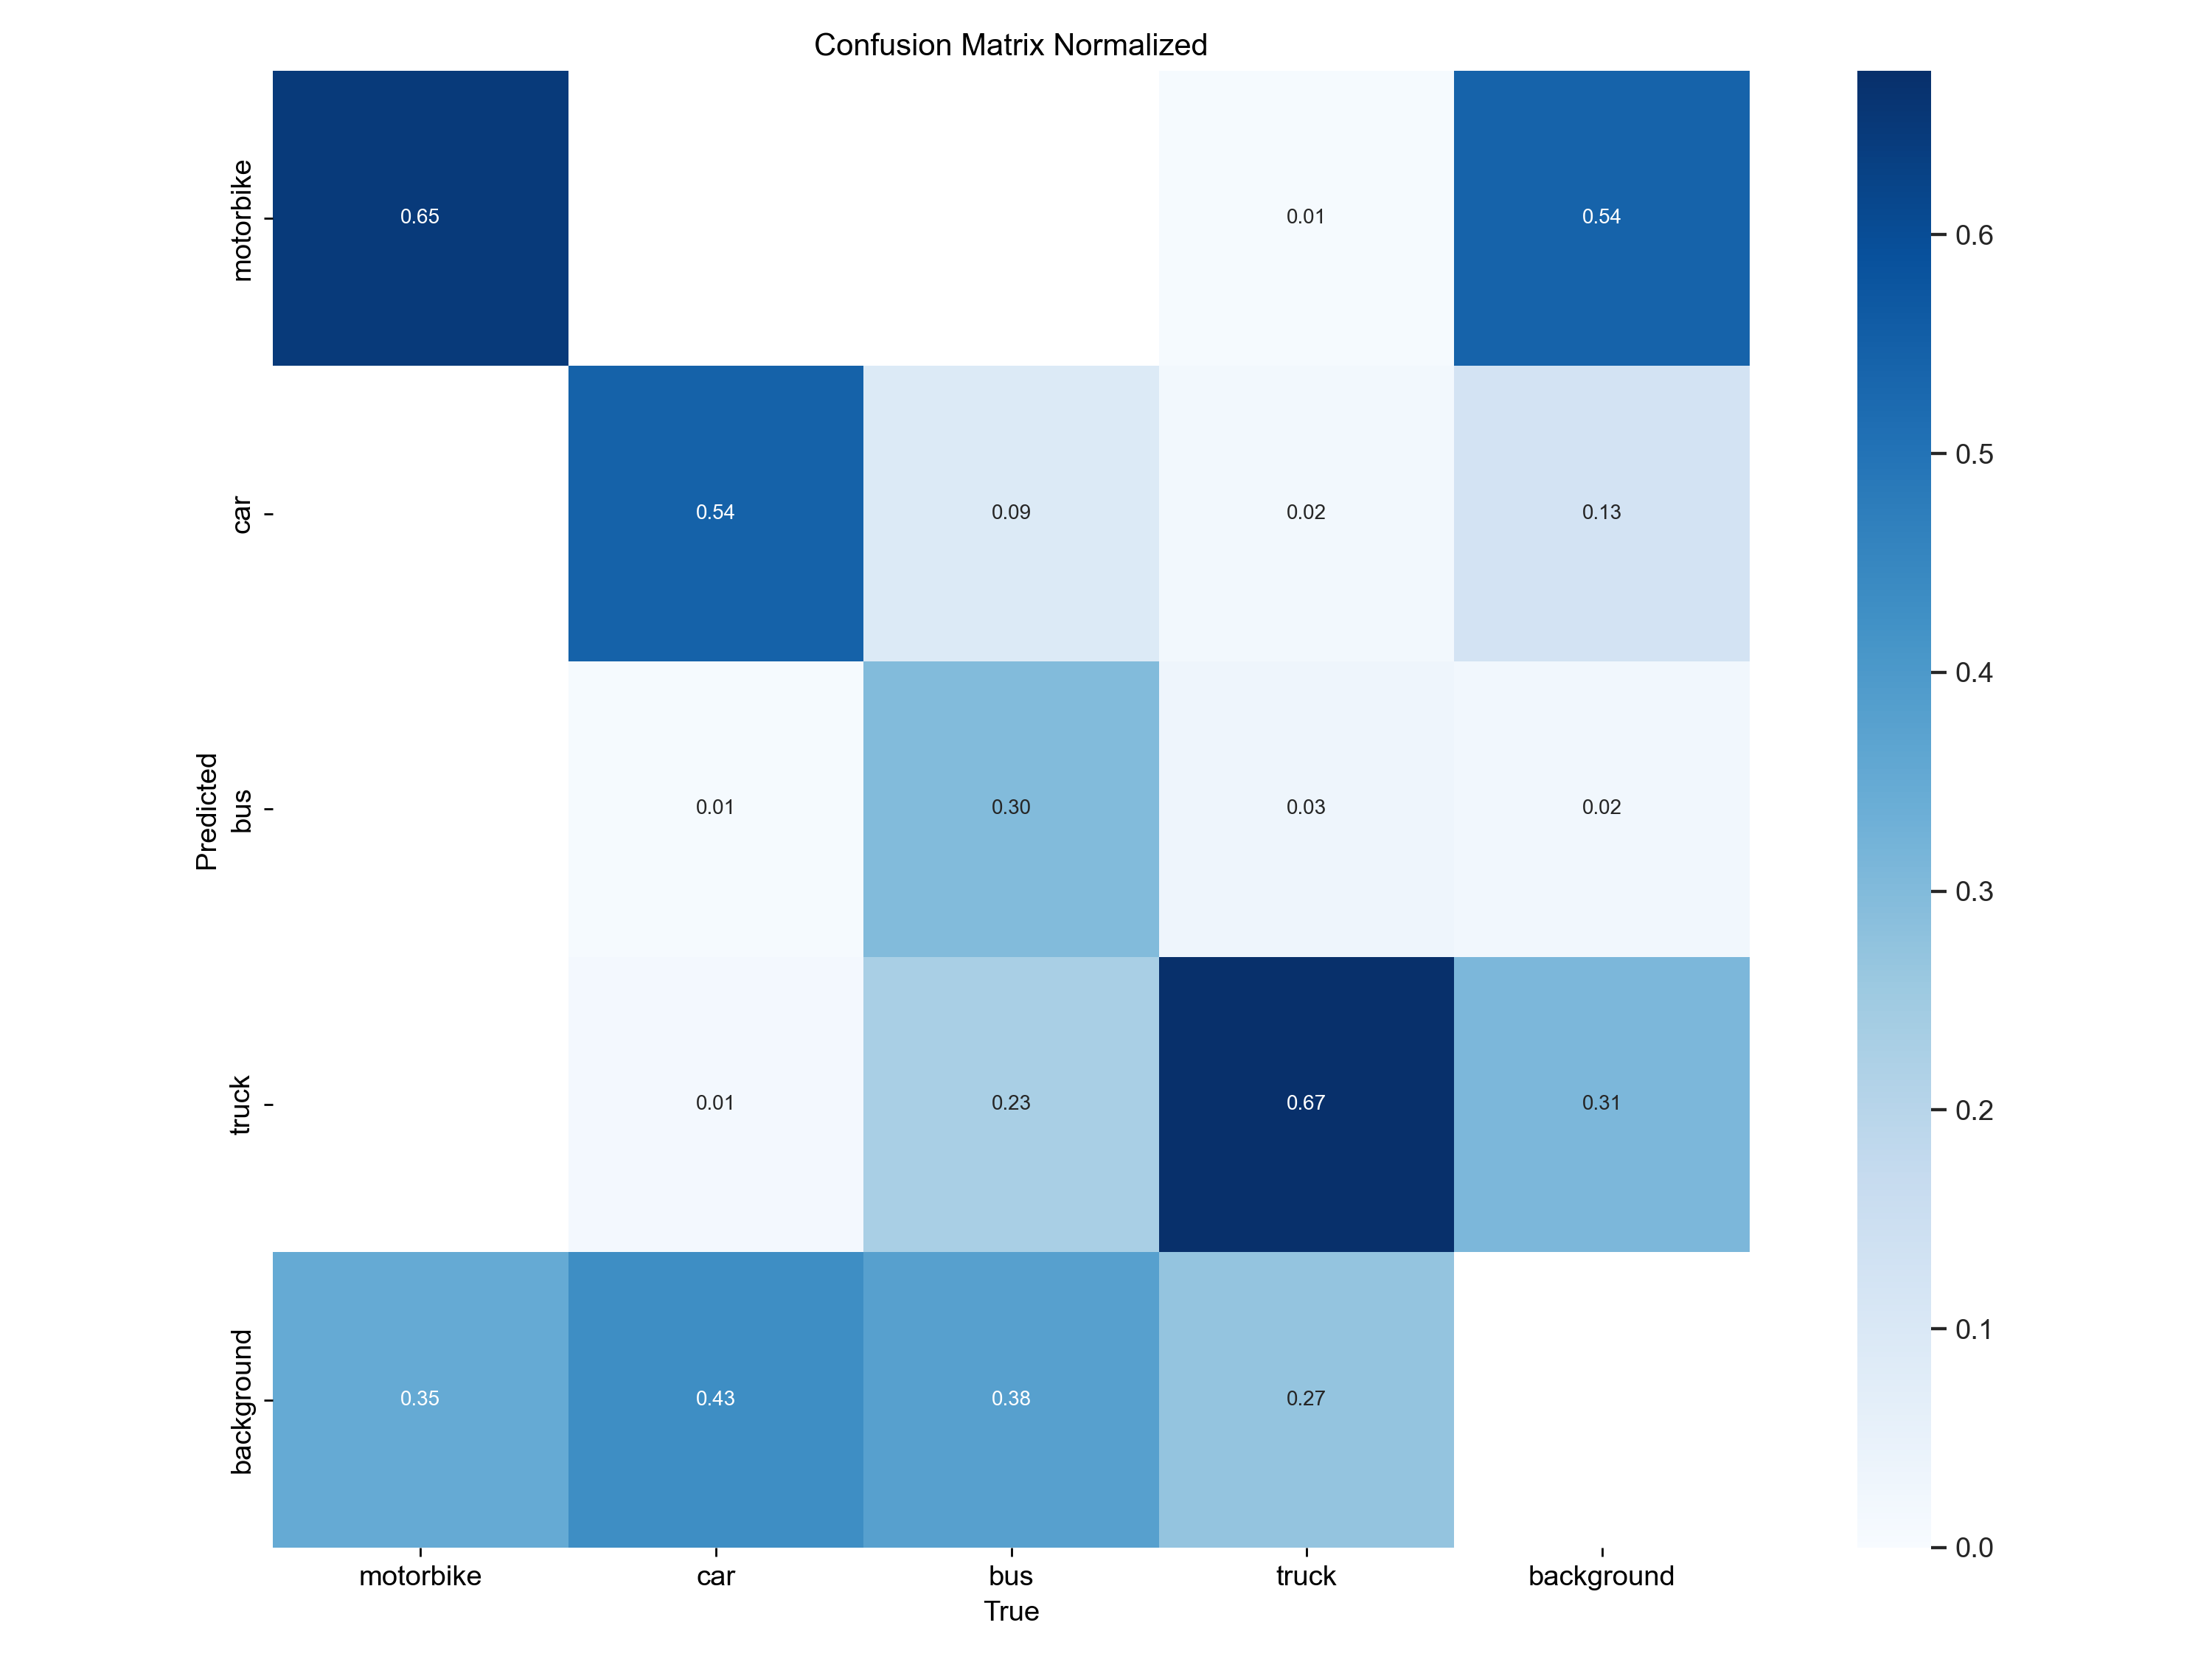 Confusion Matrix Normalized
motorbike
0.65
0.01
0.54
0.6
car
0.54
0.09
0.02
0.13
0.5
0.4
Predicted
bus
0.01
0.30
0.03
0.02
0.3
truck
0.01
0.23
0.67
0.31
0.2
background
0.35
0.43
0.38
0.27
0.1
0.0
motorbike
car
bus
truck
background
True